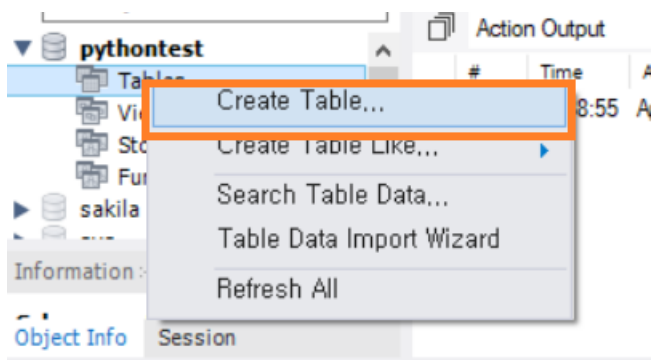 Action Output
pythontest
# Time
Tables
Create Table...
8:55
Create Table Like...
Search Table Data...
sakila
Table Data Import Wizard
Information
Refresh All
Object Info Session